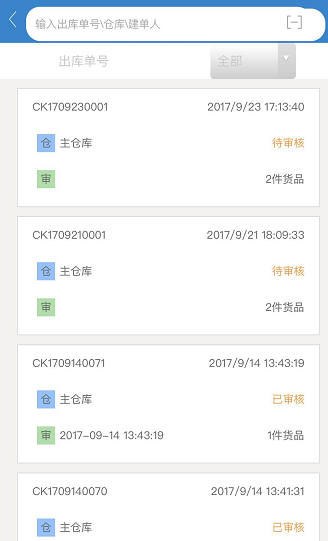 输入出库单号\仓库\建单人
出库单号 全部
CK1709230001 2017/9/23 17:13:40
仓 主仓库 待审核
审 2件货品
CK1709210001 2017/9/21 18:09:33
仓 主仓库 待审核
审 2件货品
CK1709140071 2017/9/14 13:43:19
仓 主仓库 已审核
审 2017-09-14 13:43:19 1件货品
CK1709140070 2017/9/14 13:41:31
仓 主仓库 已审核